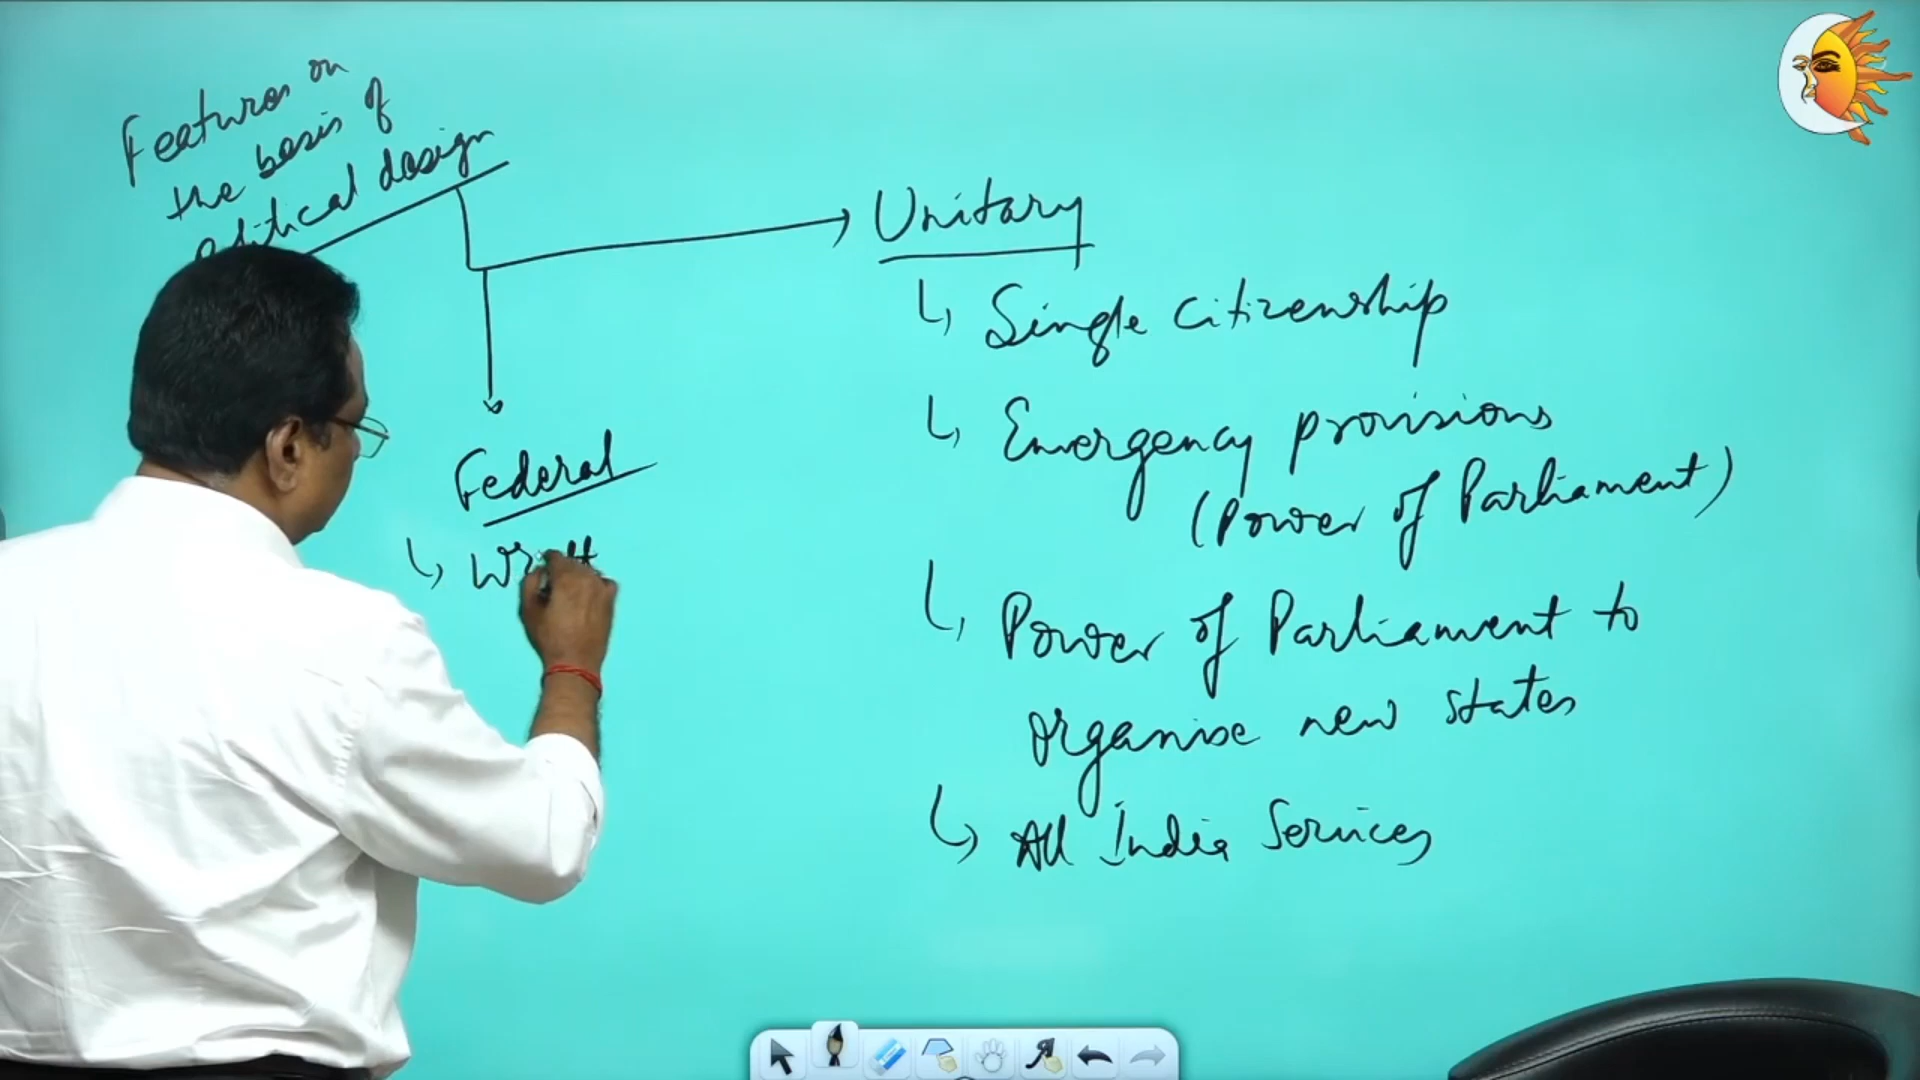 Features on
the basis of
political design
Unitary
Single citizenship
Emergency provisions
(Power of Parliament)
Power of Parliament to
organise new states
All India Services
Federal